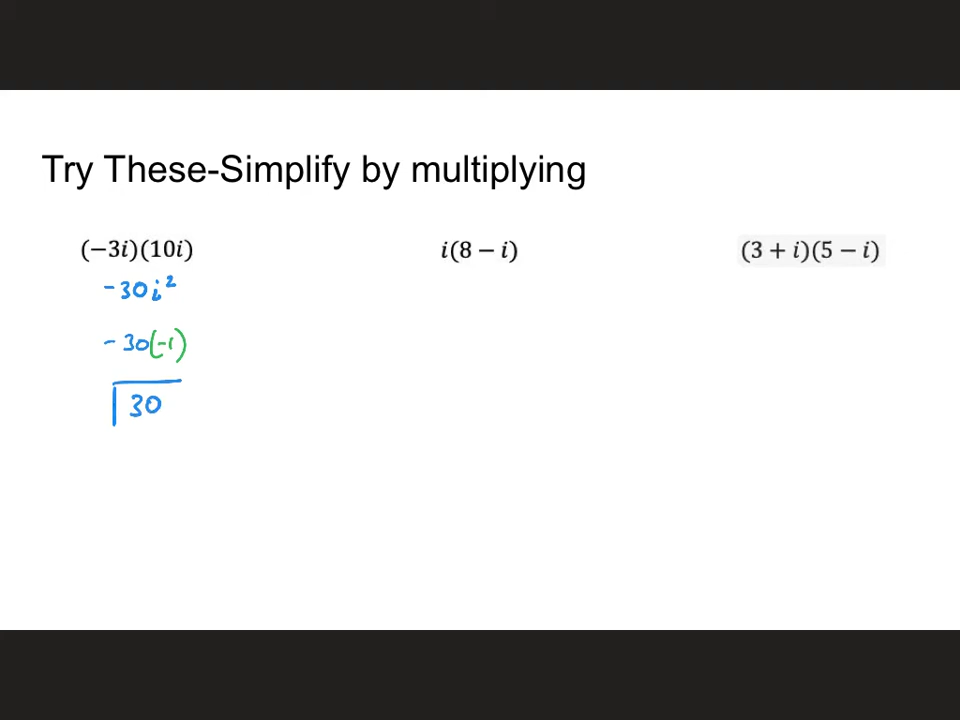 Try These-Simplify by multiplying
(−3i)(10i)
-30i²
-30(-1)
30
i(8 − i)
(3 + i)(5 − i)